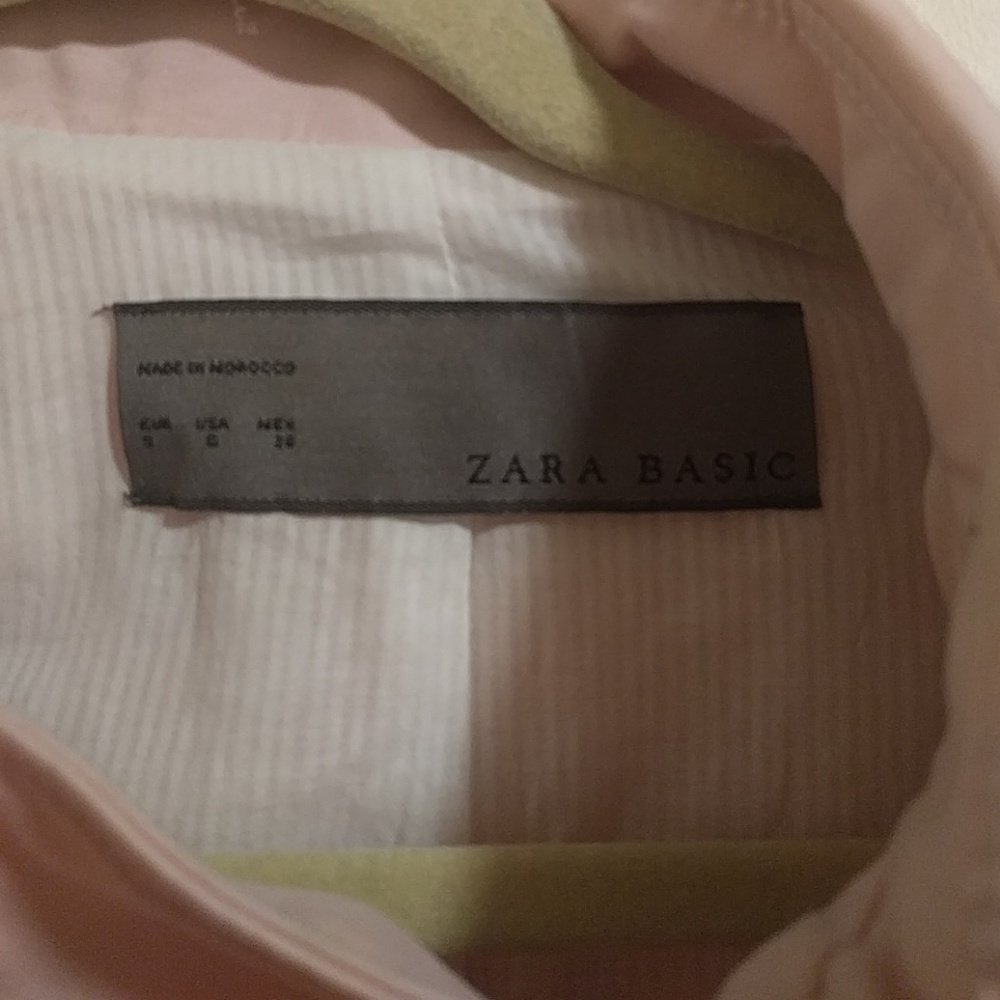 MADE IN MOROCCO
EUR USA MEX
S S 26
ZARA BASIC